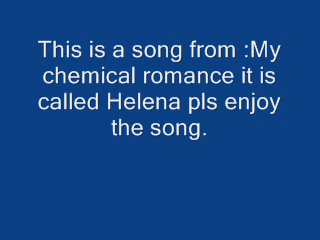 This is a song from :My
chemical romance it is
called Helena pls enjoy
the song.